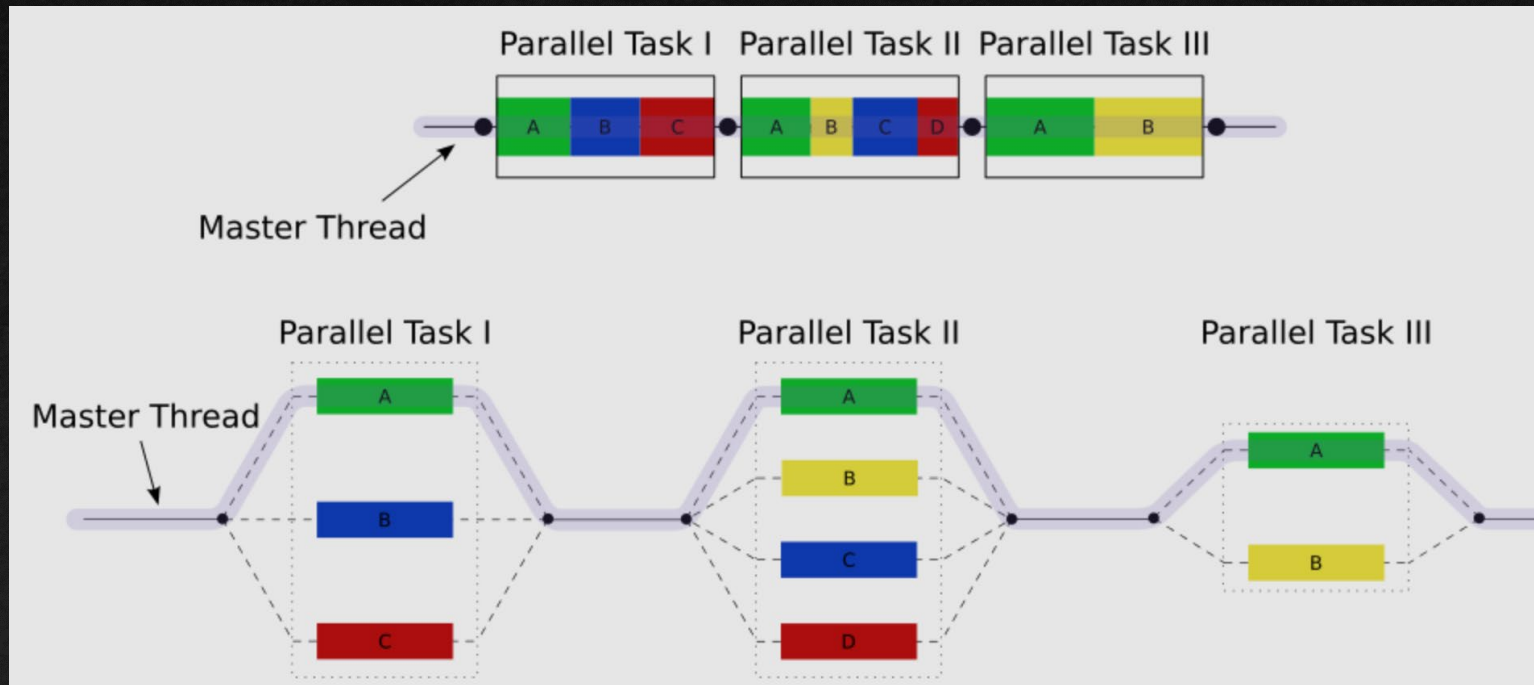 Parallel Task I Parallel Task II Parallel Task III
A B C A B C D A B
Master Thread
Parallel Task I Parallel Task II Parallel Task III
Master Thread
A
B
C
A
B
C
D
A
B